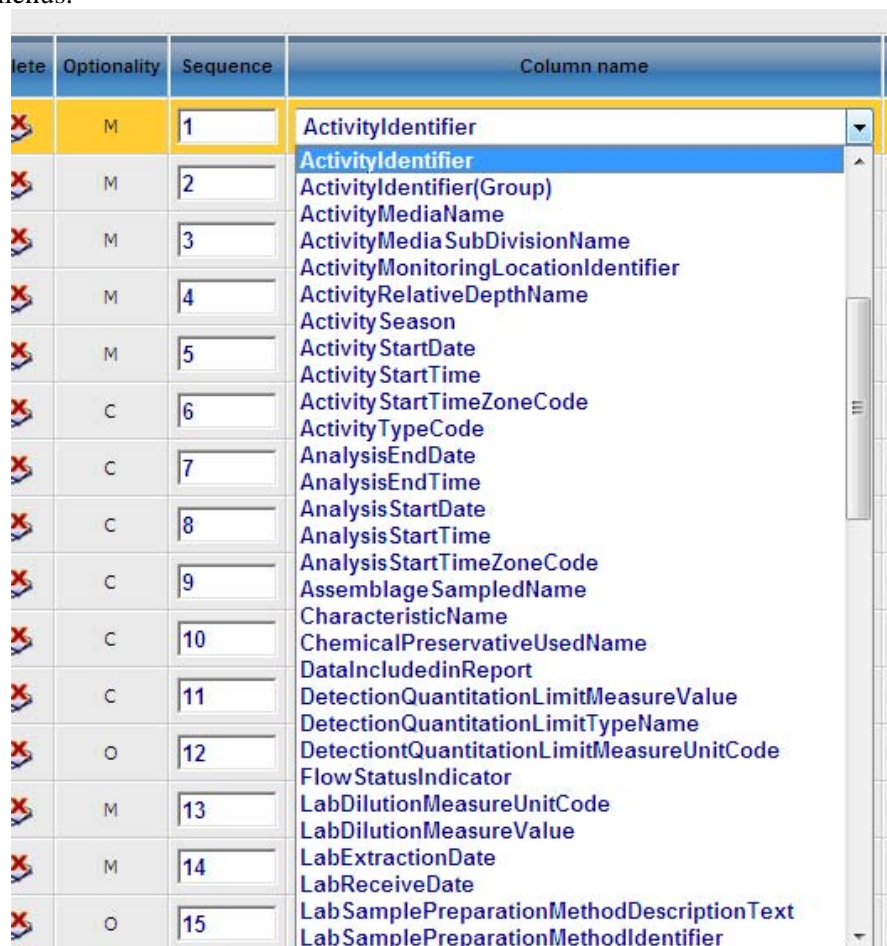 lete Optionality Sequence Column name
M 1 ActivityIdentifier
ActivityIdentifier
M 2 ActivityIdentifier(Group)
ActivityMediaName
M 3 ActivityMediaSubDivisionName
ActivityMonitoringLocationIdentifier
M 4 ActivityRelativeDepthName
ActivitySeason
M 5 ActivityStartDate
ActivityStartTime
C 6 ActivityStartTimeZoneCode
ActivityTypeCode
C 7 AnalysisEndDate
AnalysisEndTime
C 8 AnalysisStartDate
AnalysisStartTime
AnalysisStartTimeZoneCode
C 9 AssemblageSampledName
CharacteristicName
C 10 ChemicalPreservativeUsedName
DataIncludedinReport
C 11 DetectionQuantitationLimitMeasureValue
DetectionQuantitationLimitTypeName
O 12 DetectiontQuantitationLimitMeasureUnitCode
FlowStatusIndicator
M 13 LabDilutionMeasureUnitCode
LabDilutionMeasureValue
M 14 LabExtractionDate
LabReceiveDate
O 15 LabSamplePreparationMethodDescriptionText
LabSamplePreparationMethodIdentifier